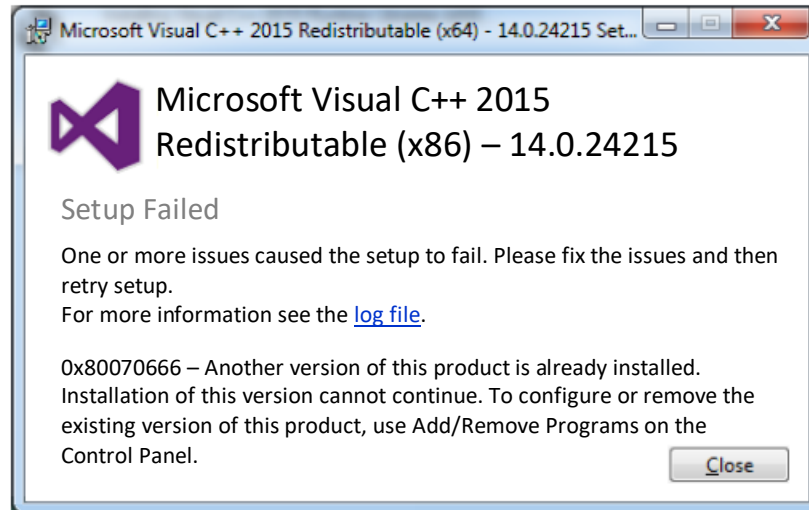 Microsoft Visual C++ 2015 Redistributable (x64) - 14.0.24215 Set...
Microsoft Visual C++ 2015
Redistributable (x86) – 14.0.24215
Setup Failed
One or more issues caused the setup to fail. Please fix the issues and then
retry setup.
For more information see the log file.
0x80070666 – Another version of this product is already installed.
Installation of this version cannot continue. To configure or remove the
existing version of this product, use Add/Remove Programs on the
Control Panel.
Close